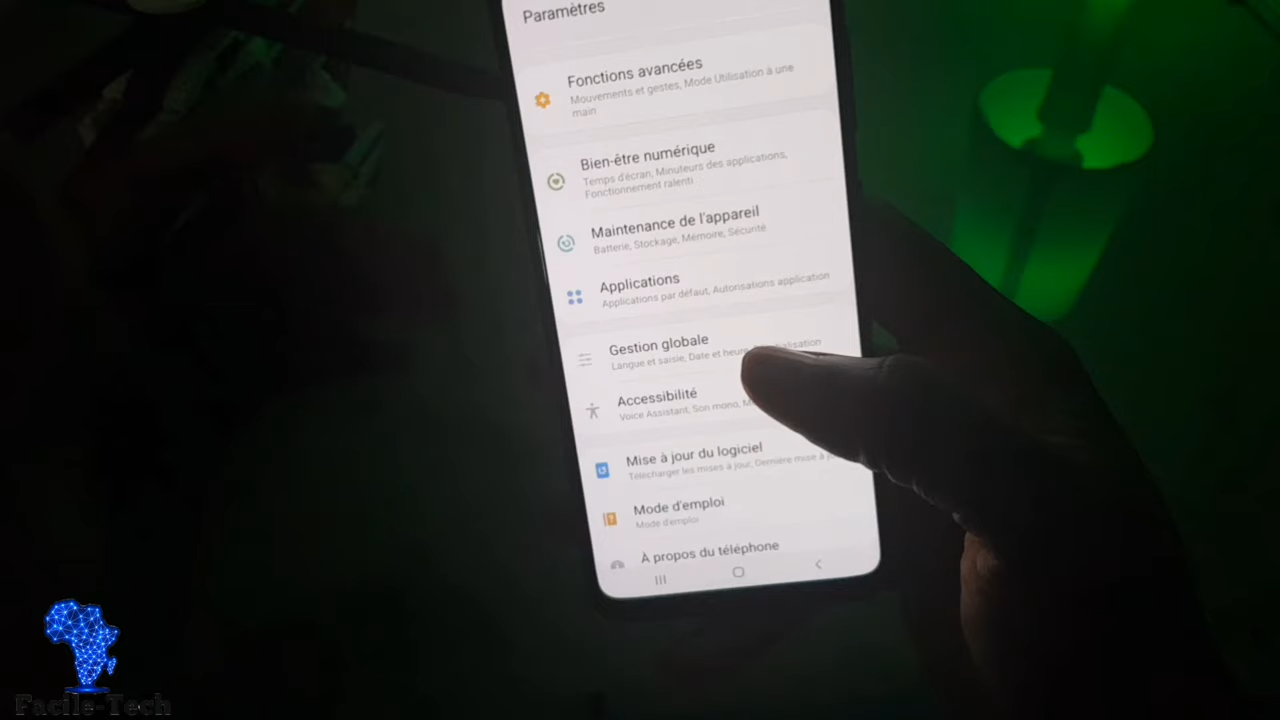 Paramètres
Fonctions avancées
Mouvements et gestes, Mode Utilisation à une
main
Bien-être numérique
Temps d'écran, Minuteurs des applications,
Fonctionnement ralenti
Maintenance de l'appareil
Batterie, Stockage, Mémoire, Sécurité
Applications
Applications par défaut, Autorisations application
Gestion globale
Langue et saisie, Date et heure
Accessibilité
Voice Assistant, Son mono,
Mise à jour du logiciel
Télécharger les mises à jour, Dernière mise à
Mode d'emploi
Mode d'emploi
À propos du téléphone
Facile-Tech